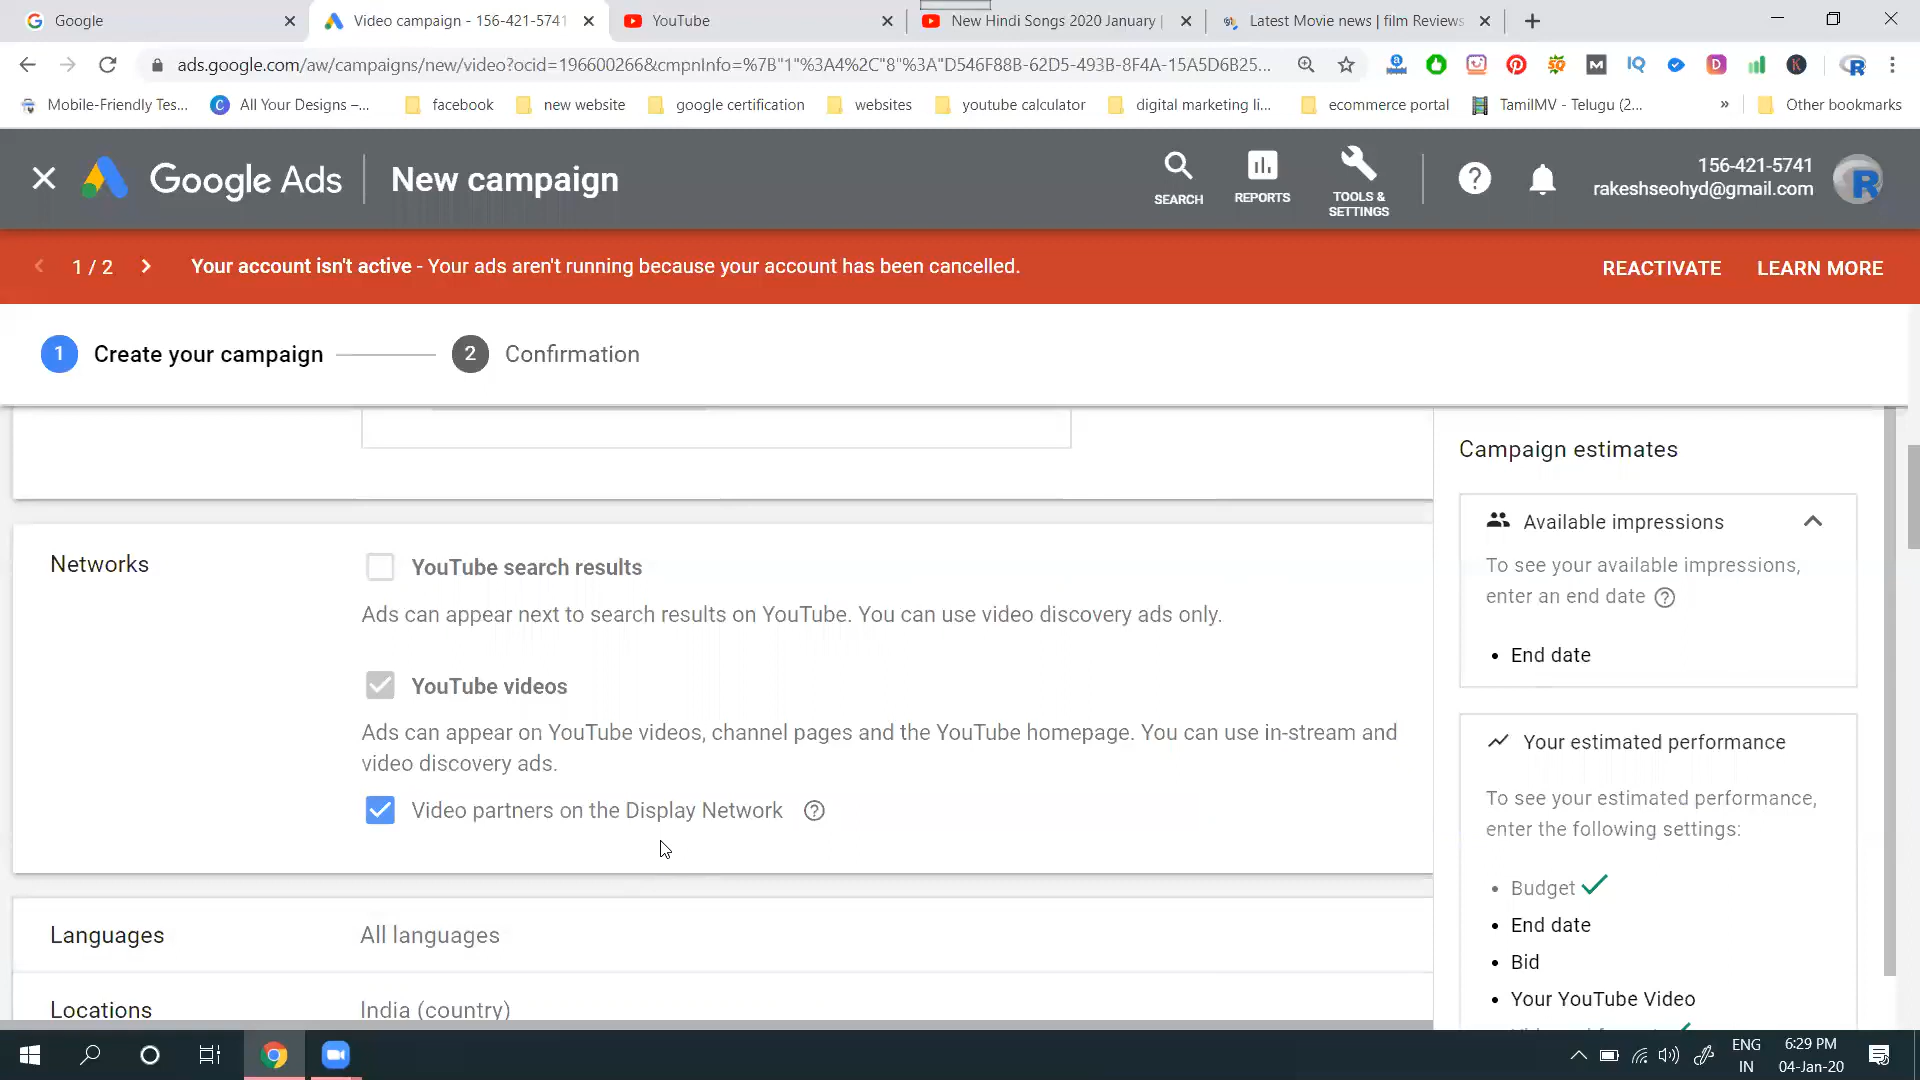 Google
Video campaign - 156-421-5741
YouTube
New Hindi Songs 2020 January |
Latest Movie news | film Reviews
ads.google.com/aw/campaigns/new/video?ocid=196600266&cmpnInfo=%7B"1"%3A4%2C"8"%3A"D546F88B-62D5-493B-8F4A-15A5D6B25...
Mobile-Friendly Tes...
All Your Designs –...
facebook
new website
google certification
websites
youtube calculator
digital marketing li...
ecommerce portal
TamilMV - Telugu (2...
»
Other bookmarks
Google Ads
New campaign
SEARCH
REPORTS
TOOLS &
SETTINGS
156-421-5741
rakeshseohyd@gmail.com
1 / 2
Your account isn't active - Your ads aren't running because your account has been cancelled.
REACTIVATE
LEARN MORE
1 Create your campaign
2 Confirmation
Campaign estimates
Available impressions
To see your available impressions,
enter an end date
• End date
Networks
YouTube search results
Ads can appear next to search results on YouTube. You can use video discovery ads only.
YouTube videos
Ads can appear on YouTube videos, channel pages and the YouTube homepage. You can use in-stream and
video discovery ads.
Video partners on the Display Network
Your estimated performance
To see your estimated performance,
enter the following settings:
• Budget
• End date
• Bid
• Your YouTube Video
Languages
All languages
Locations
India (country)
ENG
IN
6:29 PM
04-Jan-20